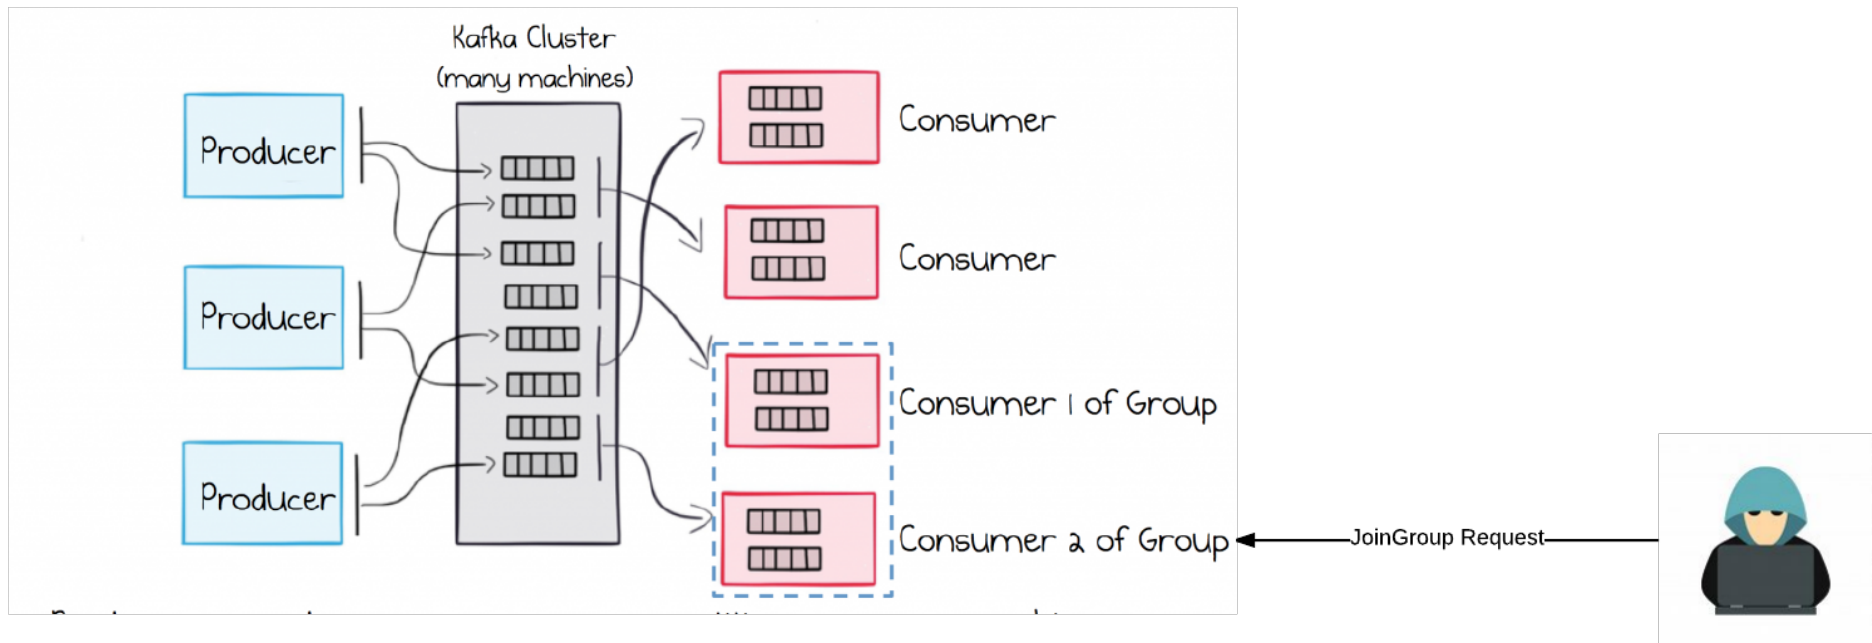 Kafka Cluster
(many machines)
Producer
Producer
Producer
Consumer
Consumer
Consumer 1 of Group
Consumer 2 of Group
JoinGroup Request